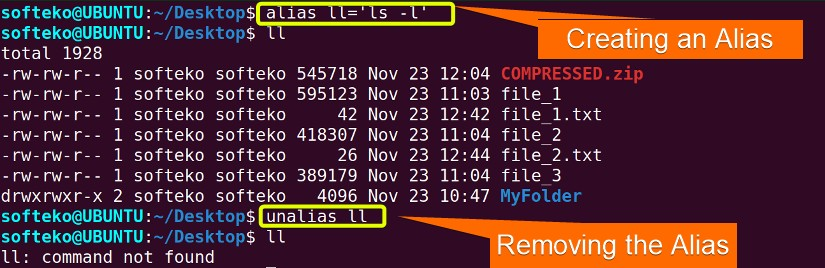 softeko@UBUNTU:~/Desktop$ alias ll='ls -l'
Creating an Alias
softeko@UBUNTU:~/Desktop$ ll
total 1928
-rw-rw-r-- 1 softeko softeko 545718 Nov 23 12:04 COMPRESSED.zip
-rw-rw-r-- 1 softeko softeko 595123 Nov 23 11:03 file_1
-rw-rw-r-- 1 softeko softeko     42 Nov 23 12:42 file_1.txt
-rw-rw-r-- 1 softeko softeko 418307 Nov 23 11:04 file_2
-rw-rw-r-- 1 softeko softeko     26 Nov 23 12:44 file_2.txt
-rw-rw-r-- 1 softeko softeko 389179 Nov 23 11:04 file_3
drwxrwxr-x 2 softeko softeko   4096 Nov 23 10:47 MyFolder
softeko@UBUNTU:~/Desktop$ unalias ll
softeko@UBUNTU:~/Desktop$ ll
Removing the Alias
ll: command not found